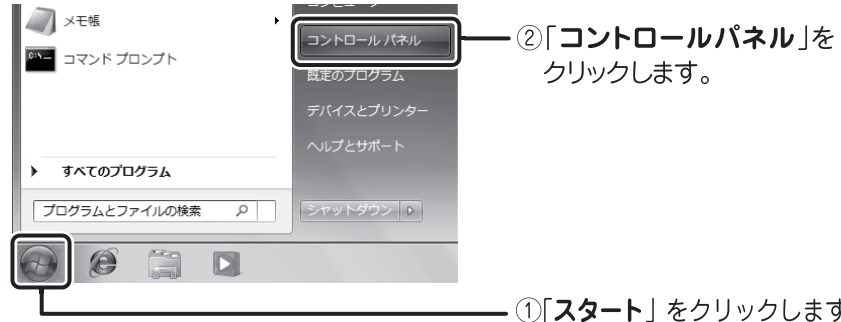 メモ帳
コマンド プロンプト
すべてのプログラム
プログラムとファイルの検索
コントロール パネル
既定のプログラム
デバイスとプリンター
ヘルプとサポート
シャットダウン
②「コントロールパネル」を
クリックします。
①「スタート」をクリックします